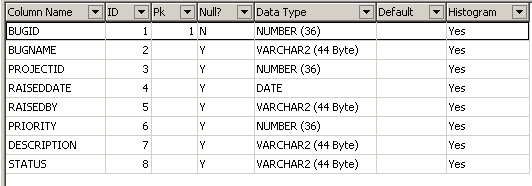 Column Name ID Pk Null? Data Type Default Histogram
BUGID 1 1 N NUMBER (36) Yes
BUGNAME 2 Y VARCHAR2 (44 Byte) Yes
PROJECTID 3 Y NUMBER (36) Yes
RAISEDDATE 4 Y DATE Yes
RAISEDBY 5 Y VARCHAR2 (44 Byte) Yes
PRIORITY 6 Y NUMBER (36) Yes
DESCRIPTION 7 Y VARCHAR2 (44 Byte) Yes
STATUS 8 Y VARCHAR2 (44 Byte) Yes